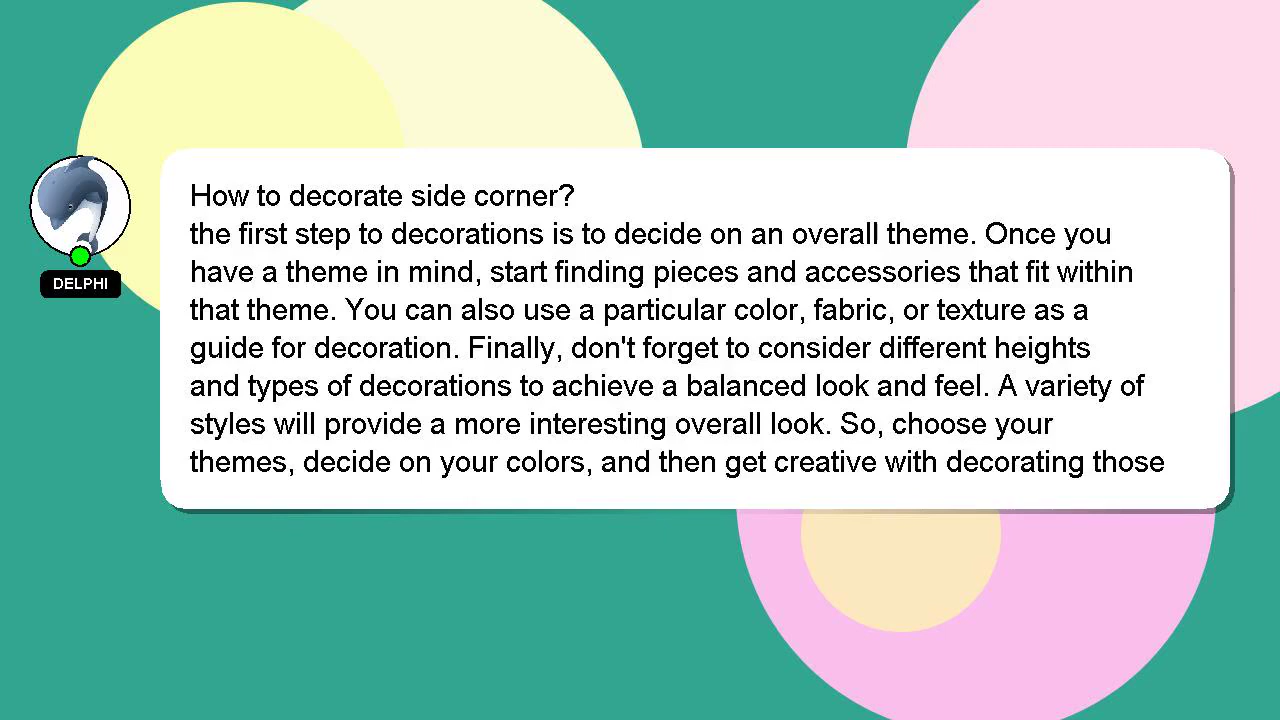 How to decorate side corner?
the first step to decorations is to decide on an overall theme. Once you
have a theme in mind, start finding pieces and accessories that fit within
that theme. You can also use a particular color, fabric, or texture as a
guide for decoration. Finally, don't forget to consider different heights
and types of decorations to achieve a balanced look and feel. A variety of
styles will provide a more interesting overall look. So, choose your
themes, decide on your colors, and then get creative with decorating those
DELPHI